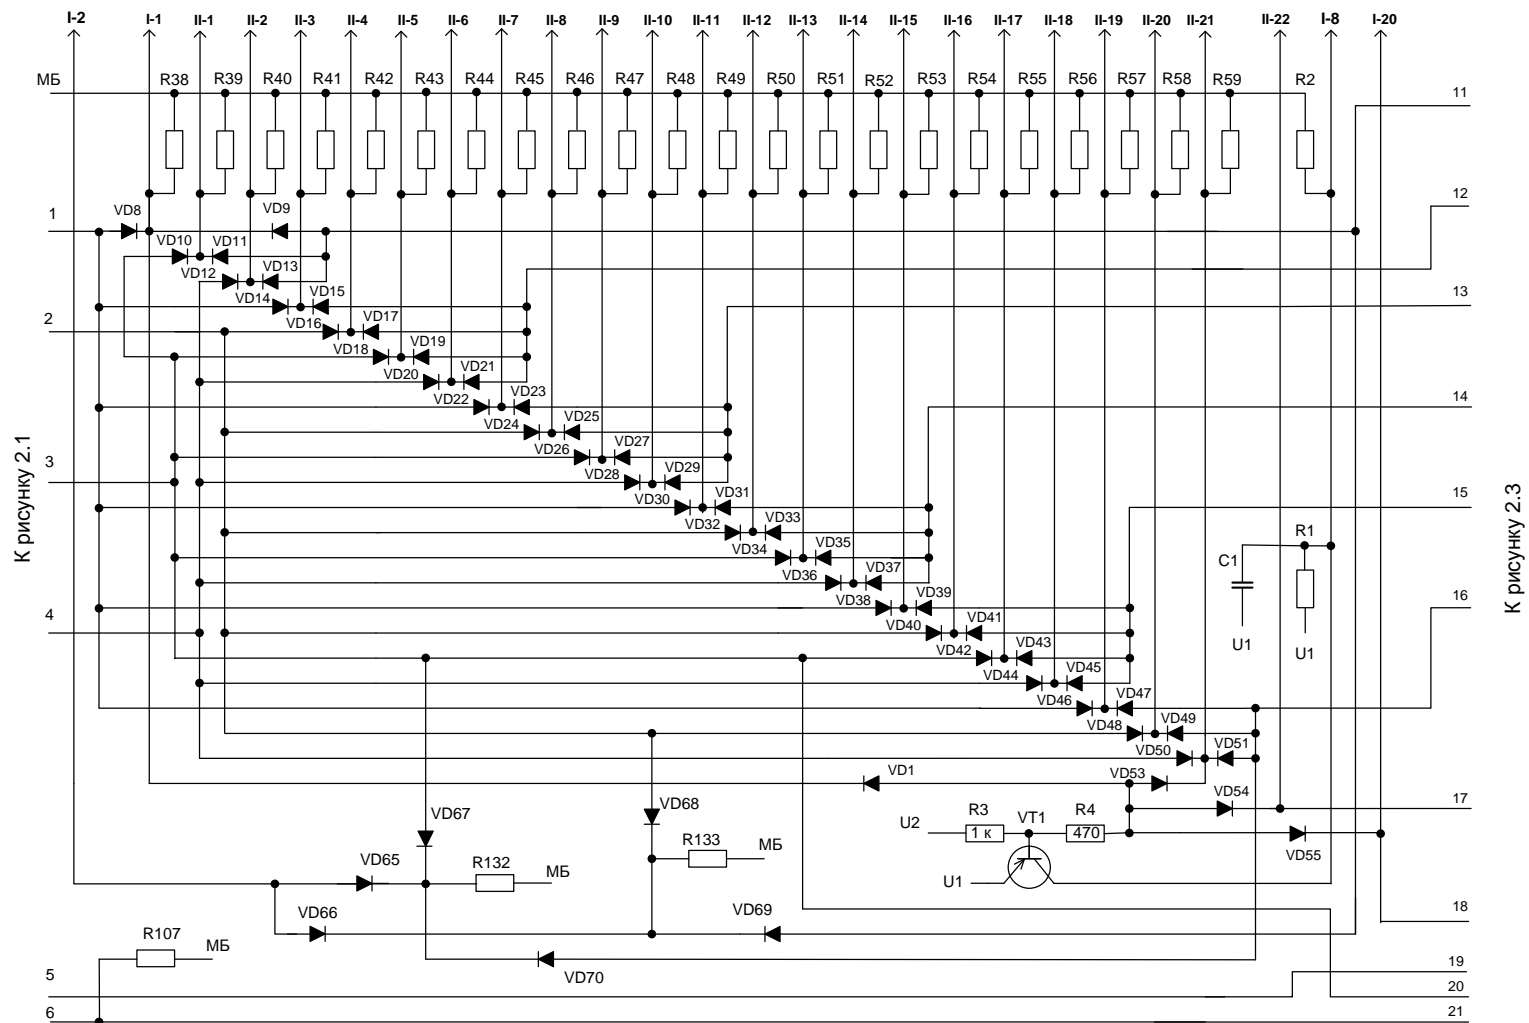 I-2 I-1 II-1 II-2 II-3 II-4 II-5 II-6 II-7 II-8 II-9 II-10 II-11 II-12 II-13 II-14 II-15 II-16 II-17 II-18 II-19 II-20 II-21 II-22 I-8 I-20
МБ R38 R39 R40 R41 R42 R43 R44 R45 R46 R47 R48 R49 R50 R51 R52 R53 R54 R55 R56 R57 R58 R59 R2 11
1 VD8 VD9 12
VD10 VD11
VD12 VD13
VD14 VD15 13
2 VD16 VD17
VD18 VD19
VD20 VD21
VD22 VD23 14
VD24 VD25
VD26 VD27
3 VD28 VD29
VD30 VD31 15
VD32 VD33
VD34 VD35
VD36 VD37
VD38 VD39
4 VD40 VD41
VD42 VD43
VD44 VD45
VD46 VD47
VD48 VD49
VD50 VD51
К рисунку 2.1
К рисунку 2.3
C1 R1
U1 U1
16
VD1 VD53
VD54 17
VD67 VD68 U2 R3 1 к VT1 R4 470
VD55
VD65 R132 МБ R133 МБ U1
VD66 VD69 18
R107 МБ
5 VD70 19
20
6 21